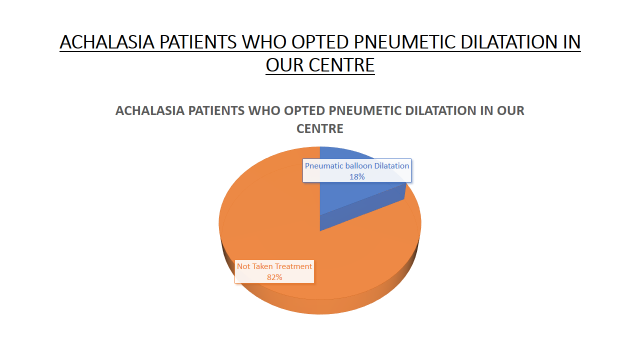 ACHALASIA PATIENTS WHO OPTED PNEUMETIC DILATATION IN
OUR CENTRE
ACHALASIA PATIENTS WHO OPTED PNEUMETIC DILATATION IN OUR
CENTRE
Pneumatic balloon Dilatation
18%
Not Taken Treatment
82%